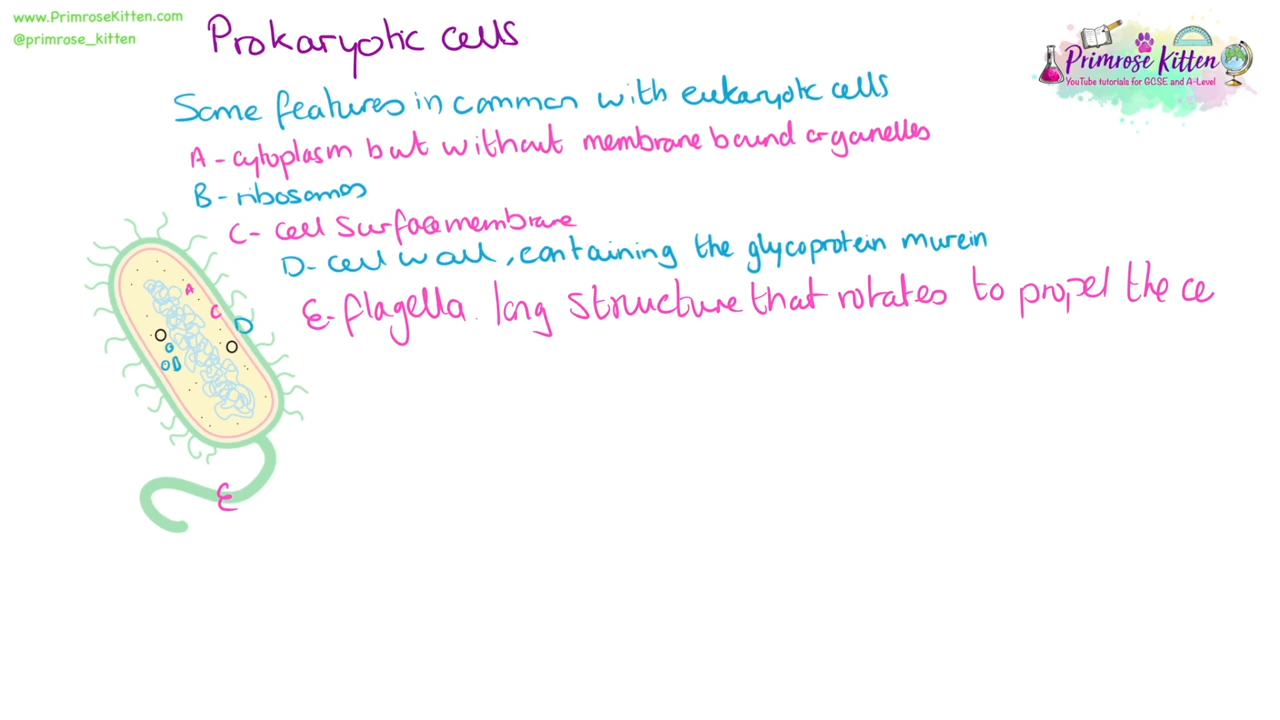 www.PrimroseKitten.com
@primrose_kitten
Prokaryotic cells
Primrose Kitten
YouTube tutorials for GCSE and A-Level
Some features in common with eukaryotic cells
A - cytoplasm but without membrane bound organelles
B - ribosomes
C - cell surface membrane
D - cell wall, containing the glycoprotein murein
E - flagella. long structure that rotates to propel the ce
A
C
D
E